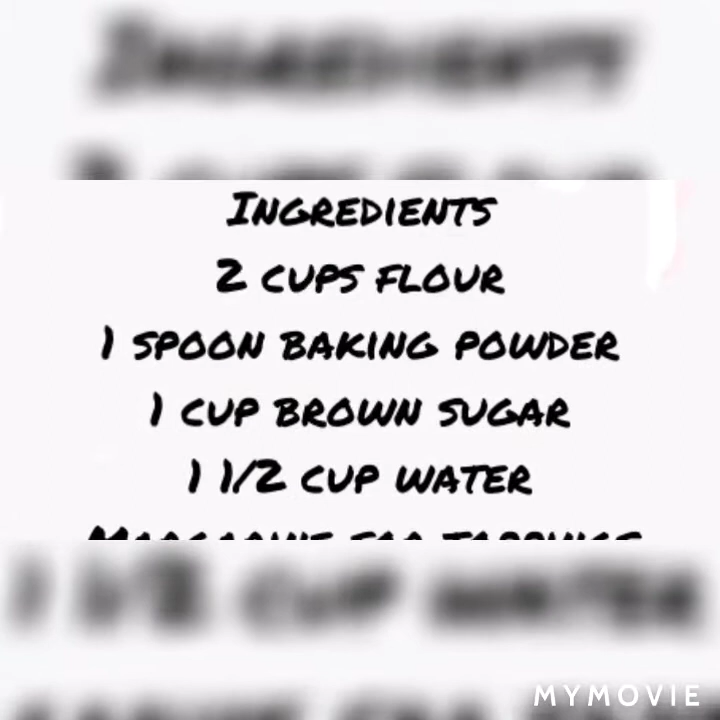 Ingredients
2 cups flour
1 spoon baking powder
1 cup brown sugar
1 1/2 cup water
MYMOVIE